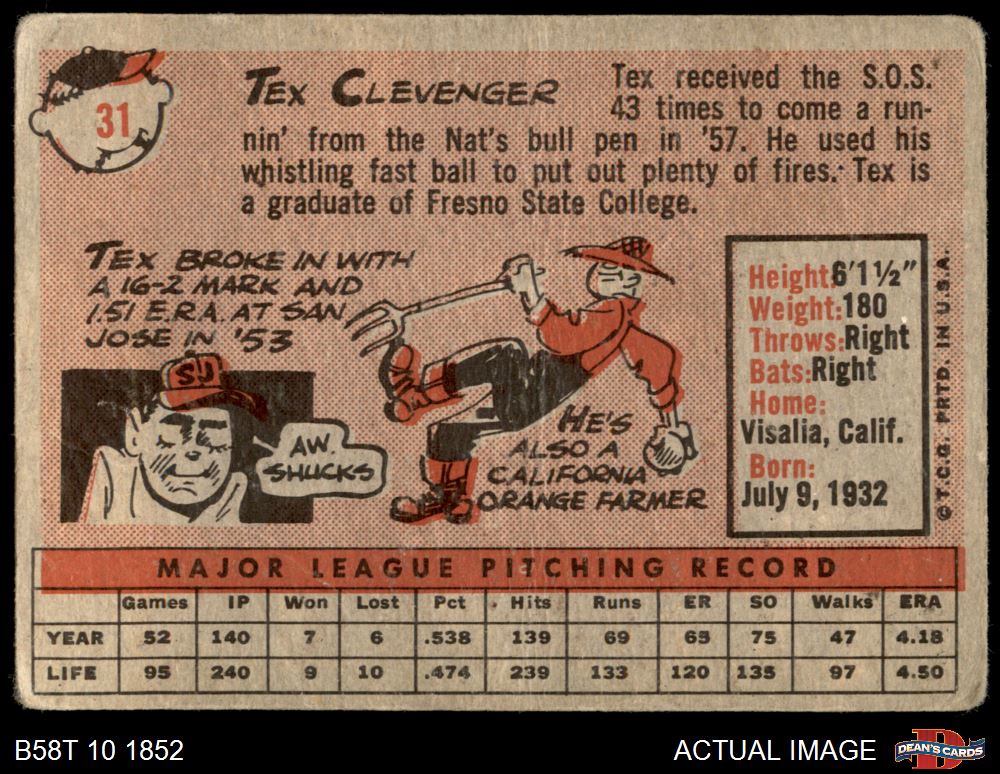 31
TEX CLEVENGER
Tex received the S.O.S.
43 times to come a run-
nin' from the Nat's bull pen in '57. He used his
whistling fast ball to put out plenty of fires. Tex is
a graduate of Fresno State College.
TEX BROKE IN WITH
A 16-2 MARK AND
1.51 E.R.A. AT SAN
JOSE IN '53
SJ
AW.
SHUCKS
HE'S
ALSO A
CALIFORNIA
ORANGE FARMER
Height:6'1½"
Weight:180
Throws:Right
Bats:Right
Home:
Visalia, Calif.
Born:
July 9, 1932
©T.C.G. PRTD. IN U.S.A.
MAJOR LEAGUE PITCHING RECORD
Games IP Won Lost Pct Hits Runs ER SO Walks ERA
YEAR 52 140 7 6 .538 139 69 65 75 47 4.18
LIFE 95 240 9 10 .474 239 133 120 135 97 4.50
B58T 10 1852
ACTUAL IMAGE
DEAN'S CARDS